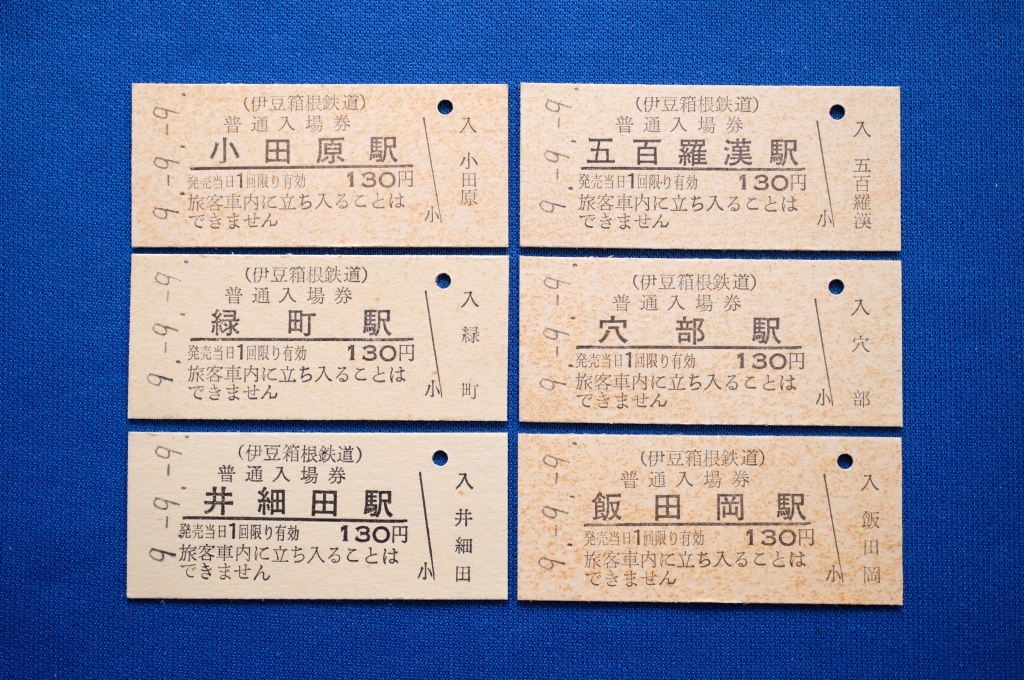 9.-9.-9
(伊豆箱根鉄道)
普通入場券
小田原駅
発売当日1回限り有効 130円
旅客車内に立ち入ることは
できません
小
入
小田原
9.-9.-9
(伊豆箱根鉄道)
普通入場券
五百羅漢駅
発売当日1回限り有効 130円
旅客車内に立ち入ることは
できません
小
入
五百羅漢
9.-9.-9
(伊豆箱根鉄道)
普通入場券
緑町駅
発売当日1回限り有効 130円
旅客車内に立ち入ることは
できません
小
入
緑町
9.-9.-9
(伊豆箱根鉄道)
普通入場券
穴部駅
発売当日1回限り有効 130円
旅客車内に立ち入ることは
できません
小
入
穴部
9.-9.-9
(伊豆箱根鉄道)
普通入場券
井細田駅
発売当日1回限り有効 130円
旅客車内に立ち入ることは
できません
小
入
井細田
9.-9.-9
(伊豆箱根鉄道)
普通入場券
飯田岡駅
発売当日1回限り有効 130円
旅客車内に立ち入ることは
できません
小
入
飯田岡